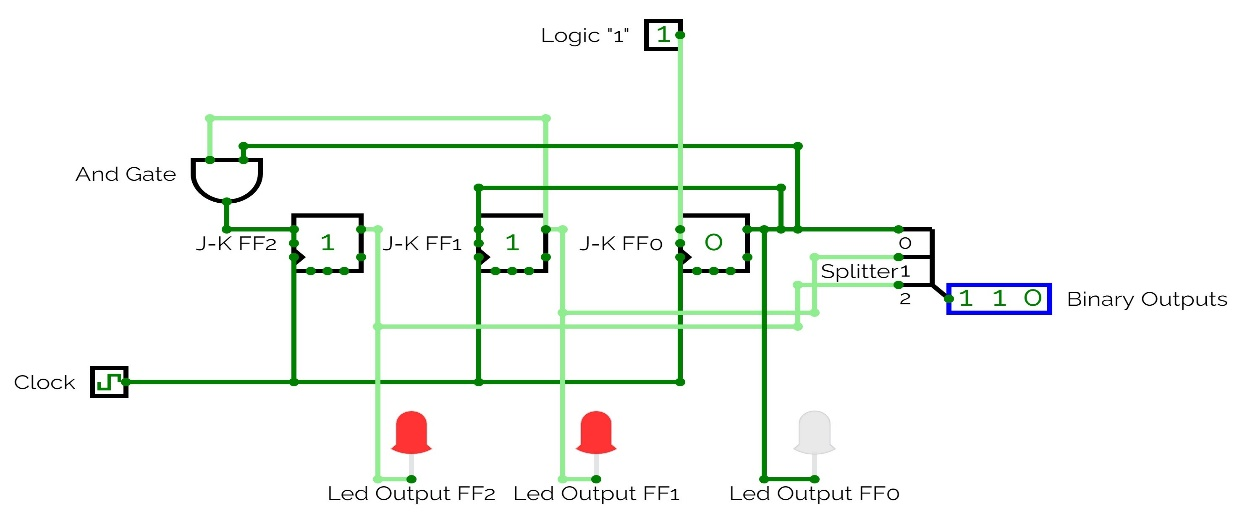 Logic "1"
1
And Gate
J-K FF2
1
J-K FF1
1
J-K FF0
0
0
Splitter
1
2
1 1 0
Binary Outputs
Clock
Led Output FF2
Led Output FF1
Led Output FF0